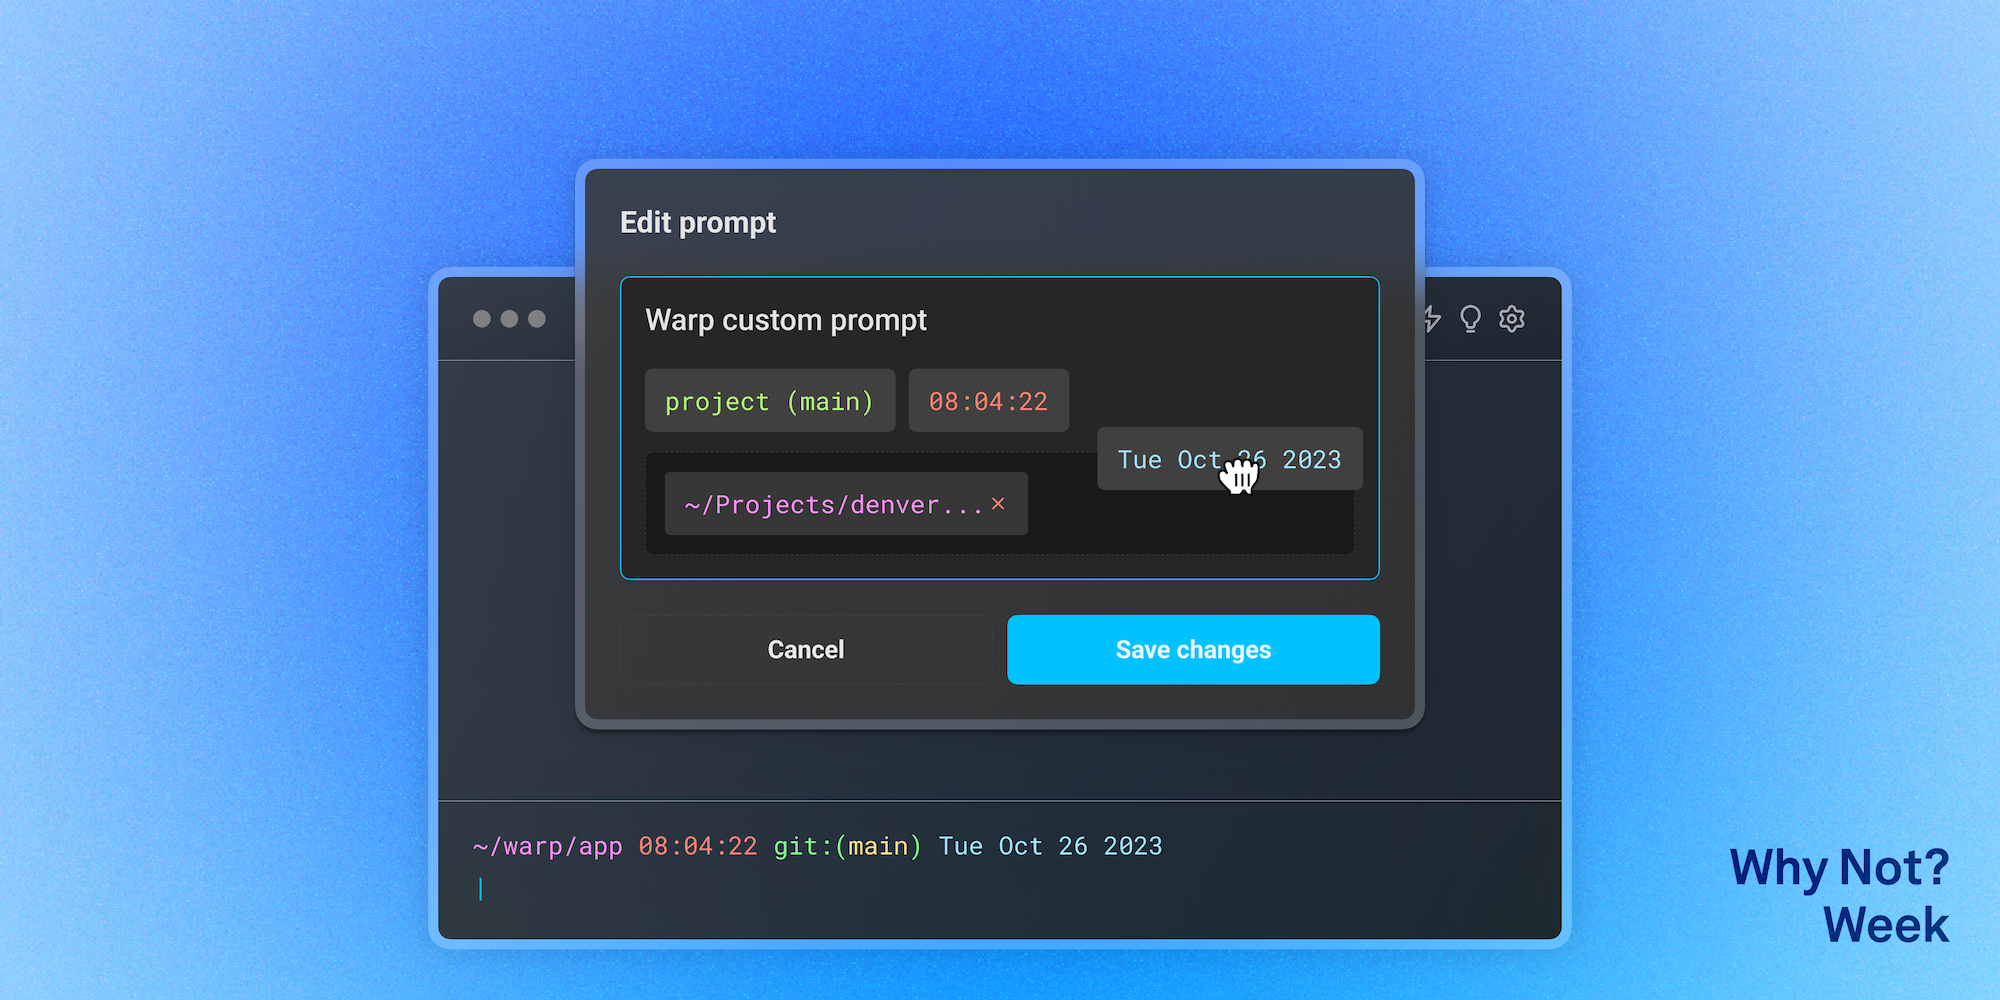 Edit prompt
Warp custom prompt
project (main) 08:04:22
Tue Oct 26 2023
~/Projects/denver... ×
Cancel Save changes
~/warp/app 08:04:22 git:(main) Tue Oct 26 2023
Why Not?
Week